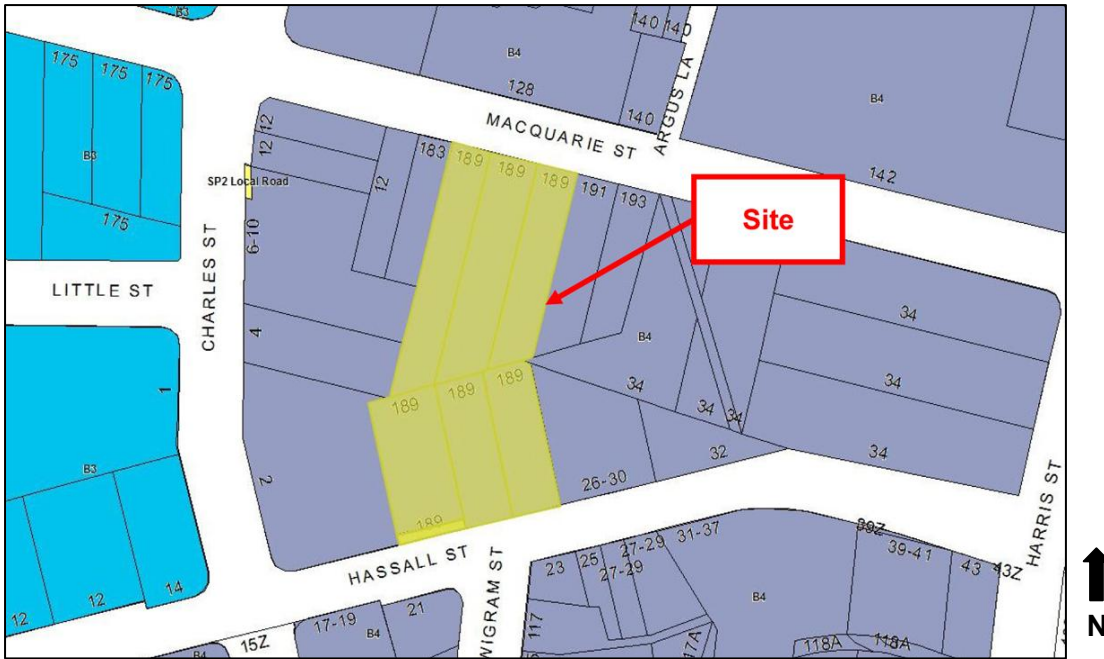 B3
140 140
175 175 175
B4
128
140
ARGUS LA
B4
MACQUARIE ST
142
12
12
12
183 189 189 189 191 193
B3
SP2 Local Road
175
6-10
Site
LITTLE ST
CHARLES ST
34
4
B4
34
1
189 189 189
34
34
34
34
B3
2
26-30
32
189
HASSALL ST
WIGRAM ST
HARRIS ST
N
12
12
14
23
25
27-29
27-29
31-37
39Z
39-41
43
43Z
B4
15Z
17-19
B4
21
117
17A
118A
118A
B4